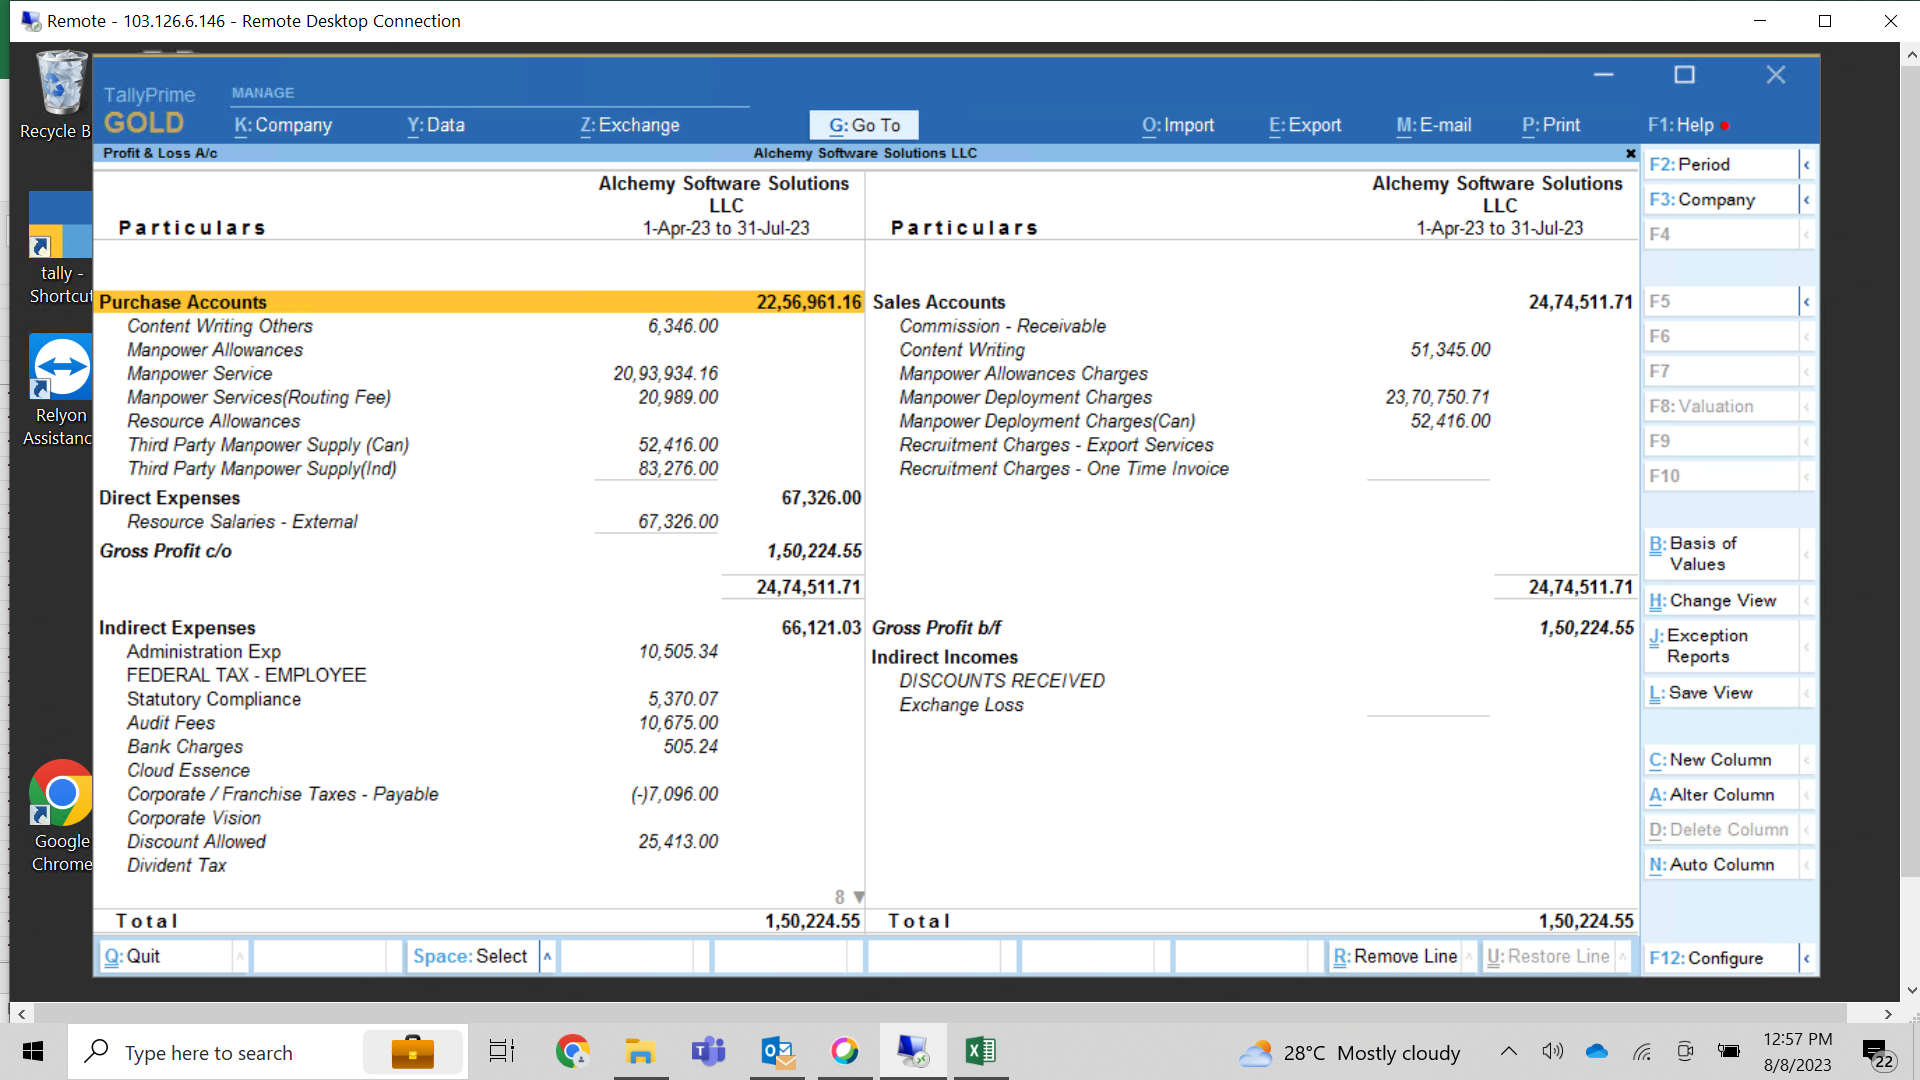 Remote - 103.126.6.146 - Remote Desktop Connection
Recycle B
TallyPrime
GOLD
MANAGE
K: Company
Y: Data
Z: Exchange
G: Go To
O: Import
E: Export
M: E-mail
P: Print
F1: Help
Profit & Loss A/c
Alchemy Software Solutions LLC
Particulars
Alchemy Software Solutions
LLC
1-Apr-23 to 31-Jul-23
Particulars
Alchemy Software Solutions
LLC
1-Apr-23 to 31-Jul-23
Purchase Accounts 22,56,961.16
Content Writing Others 6,346.00
Manpower Allowances
Manpower Service 20,93,934.16
Manpower Services(Routing Fee) 20,989.00
Resource Allowances
Third Party Manpower Supply (Can) 52,416.00
Third Party Manpower Supply(Ind) 83,276.00
Direct Expenses 67,326.00
Resource Salaries - External 67,326.00
Gross Profit c/o 1,50,224.55
24,74,511.71
Indirect Expenses 66,121.03
Administration Exp 10,505.34
FEDERAL TAX - EMPLOYEE
Statutory Compliance 5,370.07
Audit Fees 10,675.00
Bank Charges 505.24
Cloud Essence
Corporate / Franchise Taxes - Payable (-)7,096.00
Corporate Vision
Discount Allowed 25,413.00
Divident Tax
8
Total 1,50,224.55
Sales Accounts 24,74,511.71
Commission - Receivable
Content Writing 51,345.00
Manpower Allowances Charges
Manpower Deployment Charges 23,70,750.71
Manpower Deployment Charges(Can) 52,416.00
Recruitment Charges - Export Services
Recruitment Charges - One Time Invoice
24,74,511.71
Gross Profit b/f 1,50,224.55
Indirect Incomes
DISCOUNTS RECEIVED
Exchange Loss
Total 1,50,224.55
F2: Period
F3: Company
F4
F5
F6
F7
F8: Valuation
F9
F10
B: Basis of
Values
H: Change View
J: Exception
Reports
L: Save View
C: New Column
A: Alter Column
D: Delete Column
N: Auto Column
F12: Configure
Q: Quit
Space: Select
R: Remove Line
U: Restore Line
tally -
Shortcut
Relyon
Assistanc
Google
Chrome
Type here to search
28°C Mostly cloudy
12:57 PM
8/8/2023
22